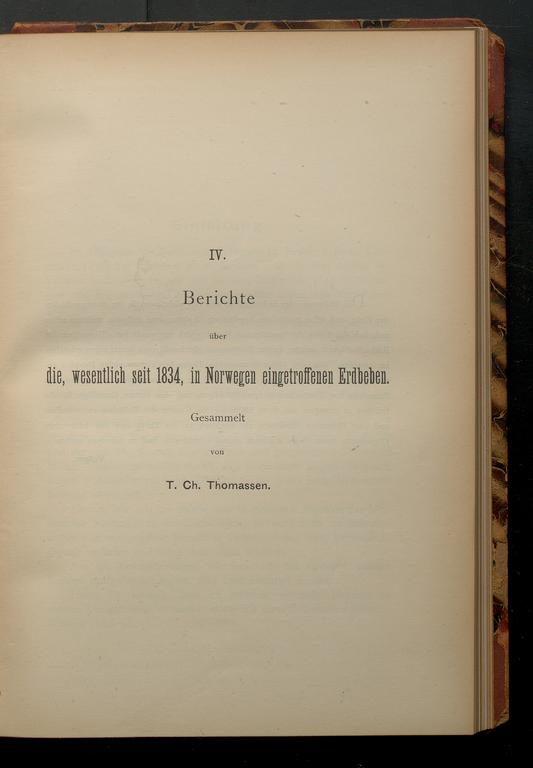 IV.
Berichte
über
die, wesentlich seit 1834, in Norwegen eingetroffenen Erdbeben.
Gesammelt
von
T. Ch. Thomassen.